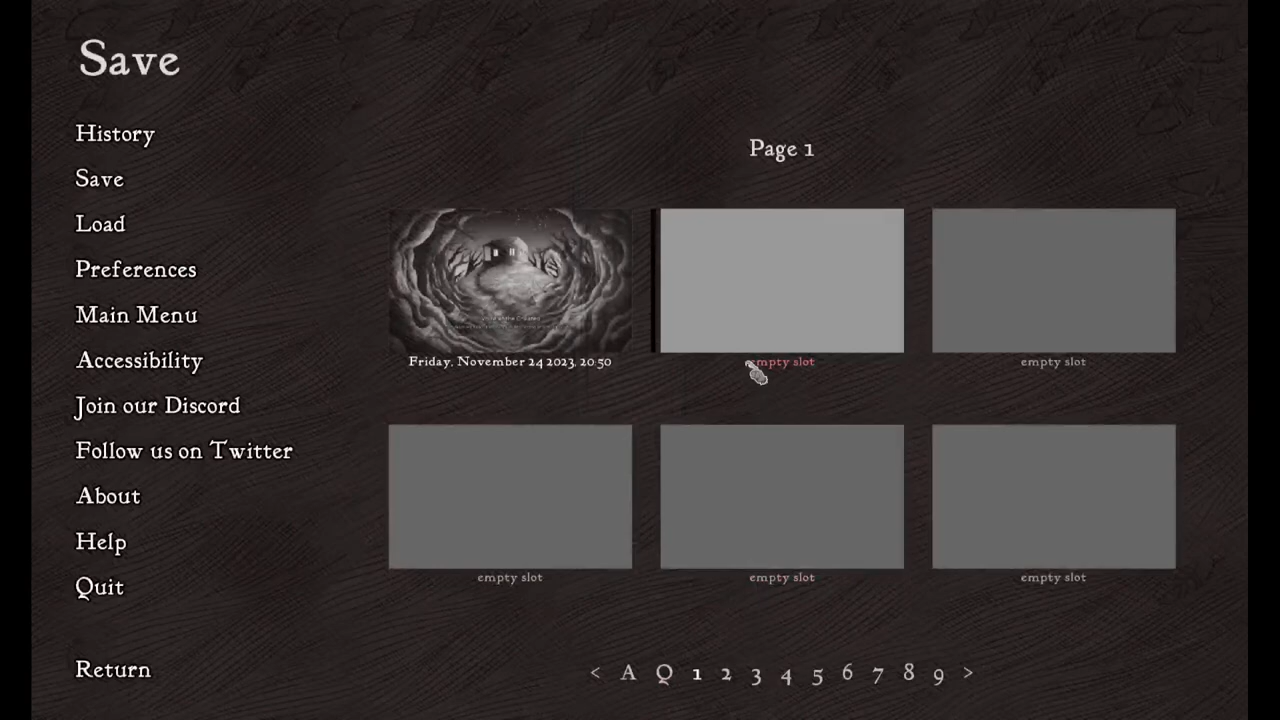 Save
History
Save
Load
Preferences
Main Menu
Accessibility
Join our Discord
Follow us on Twitter
About
Help
Quit
Return
Page 1
Friday, November 24 2023, 20:50
empty slot
empty slot
empty slot
empty slot
empty slot
< A Q 1 2 3 4 5 6 7 8 9 >